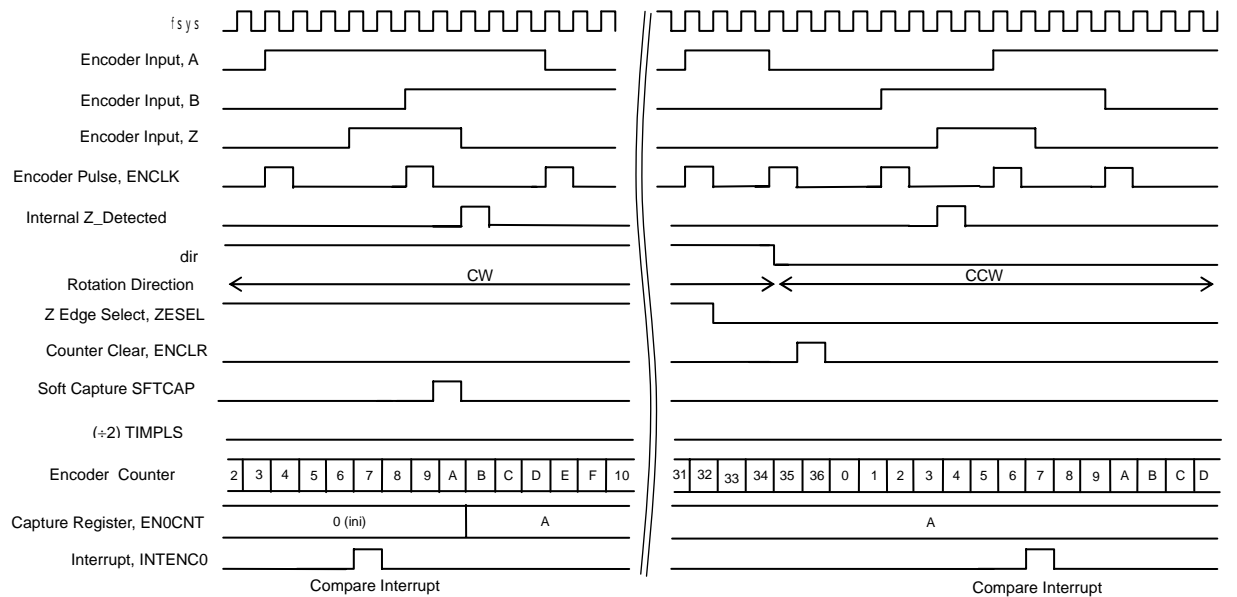 fsys
Encoder Input, A
Encoder Input, B
Encoder Input, Z
Encoder Pulse, ENCLK
Internal Z_Detected
dir
Rotation Direction CW CCW
Z Edge Select, ZESEL
Counter Clear, ENCLR
Soft Capture SFTCAP
(÷2) TIMPLS
Encoder Counter 2 3 4 5 6 7 8 9 A B C D E F 10 31 32 33 34 35 36 0 1 2 3 4 5 6 7 8 9 A B C D
Capture Register, EN0CNT 0 (ini) A A
Interrupt, INTENC0
Compare Interrupt Compare Interrupt